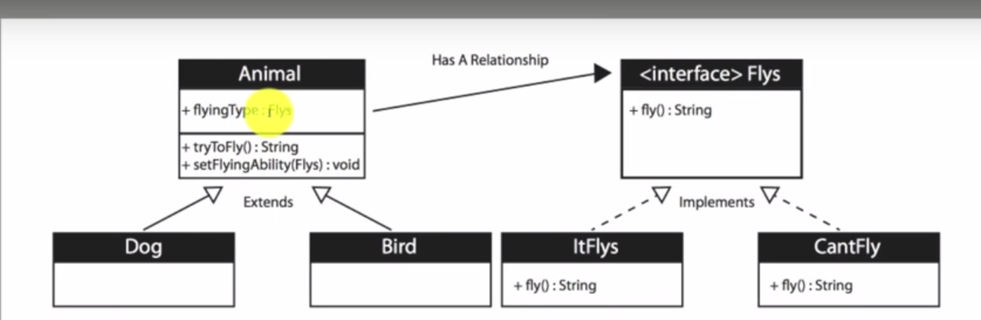 Has A Relationship
Animal
+ flyingType : Flys
+ tryToFly() : String
+ setFlyingAbility(Flys) : void
<interface> Flys
+ fly() : String
Extends
Implements
Dog
Bird
ItFlys
+ fly() : String
CantFly
+ fly() : String